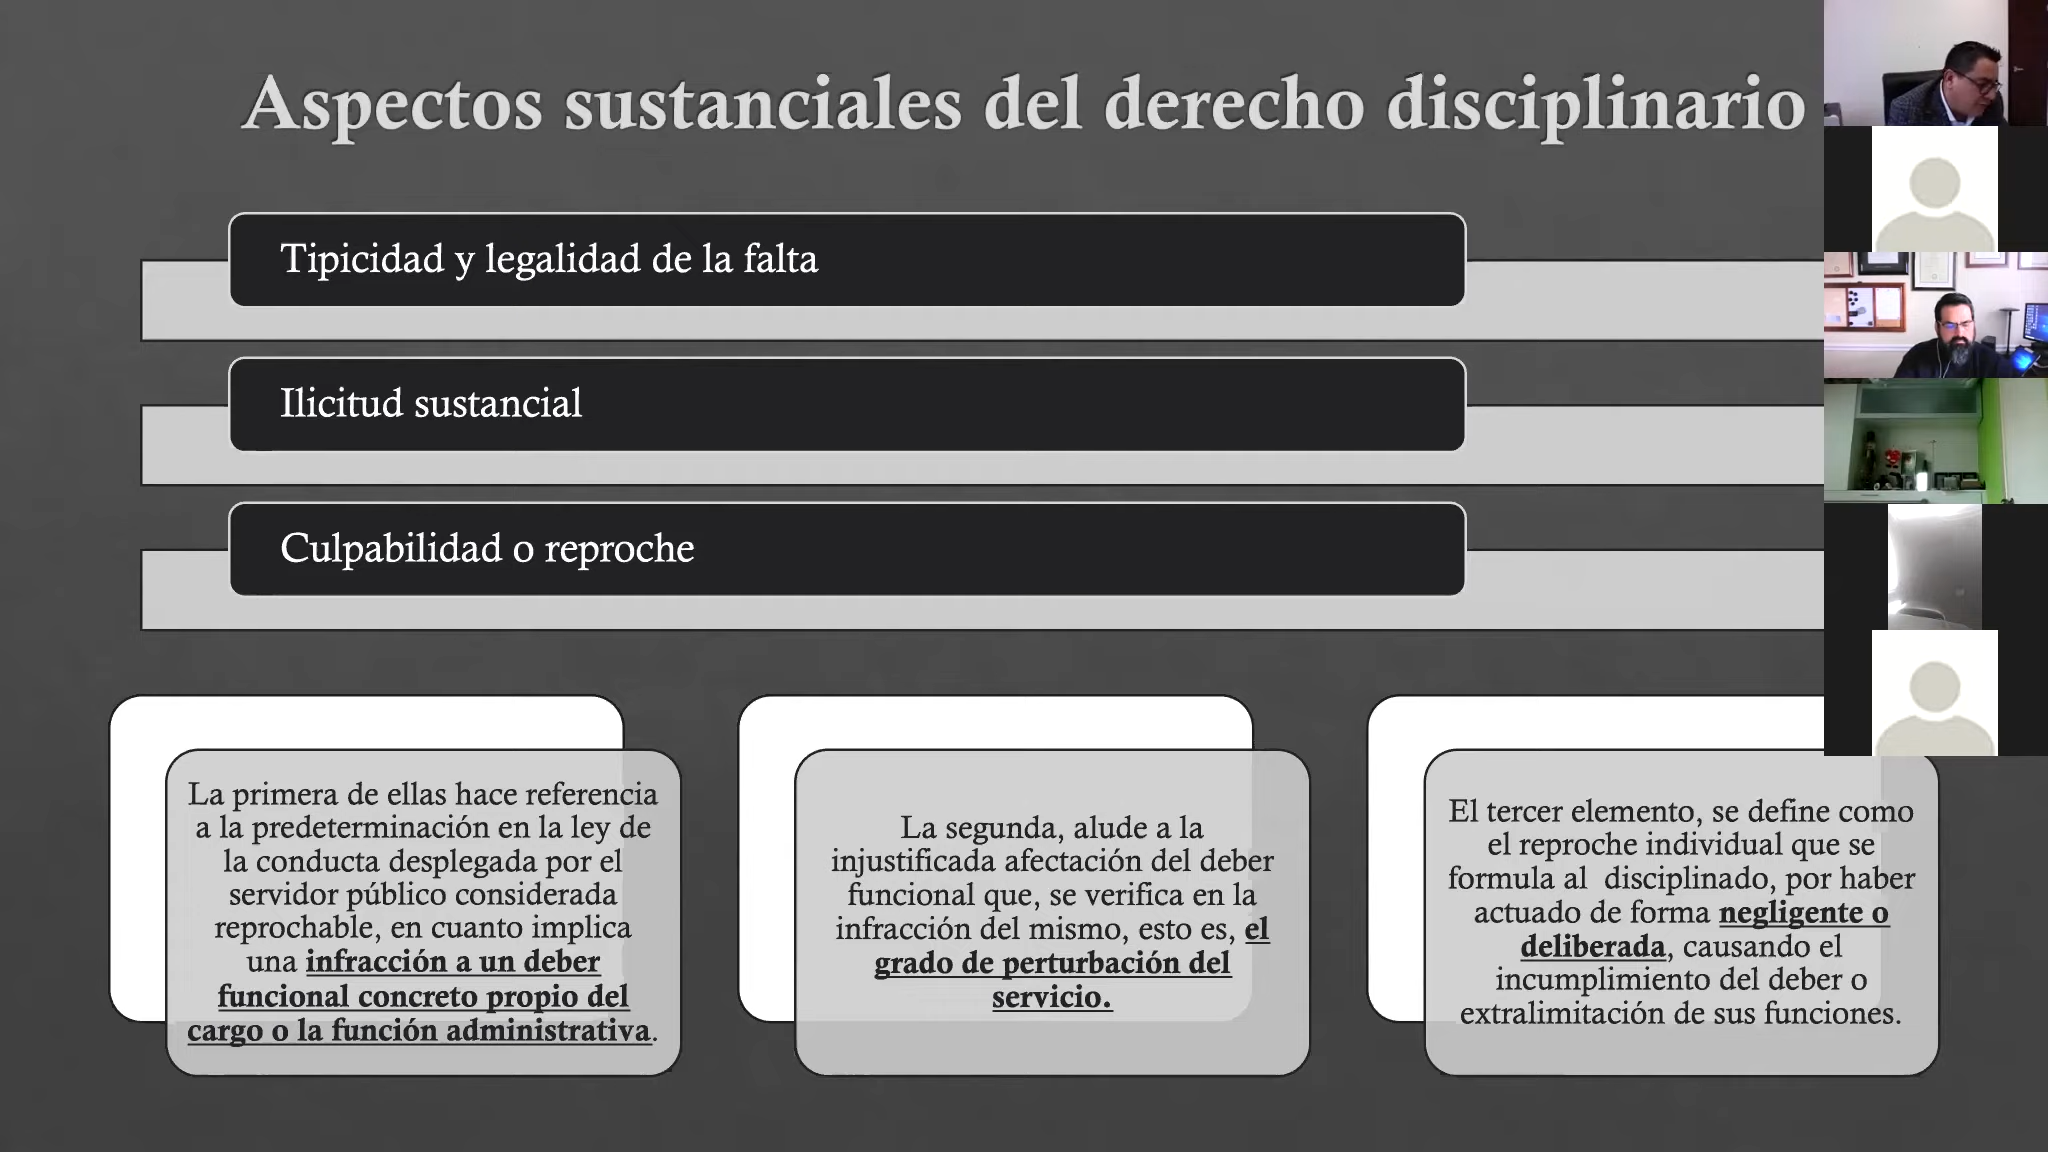 Aspectos sustanciales del derecho disciplinario
Tipicidad y legalidad de la falta
Ilicitud sustancial
Culpabilidad o reproche
La primera de ellas hace referencia
a la predeterminación en la ley de
la conducta desplegada por el
servidor público considerada
reprochable, en cuanto implica
una infracción a un deber
funcional concreto propio del
cargo o la función administrativa.
La segunda, alude a la
injustificada afectación del deber
funcional que, se verifica en la
infracción del mismo, esto es, el
grado de perturbación del
servicio.
El tercer elemento, se define como
el reproche individual que se
formula al  disciplinado, por haber
actuado de forma negligente o
deliberada, causando el
incumplimiento del deber o
extralimitación de sus funciones.